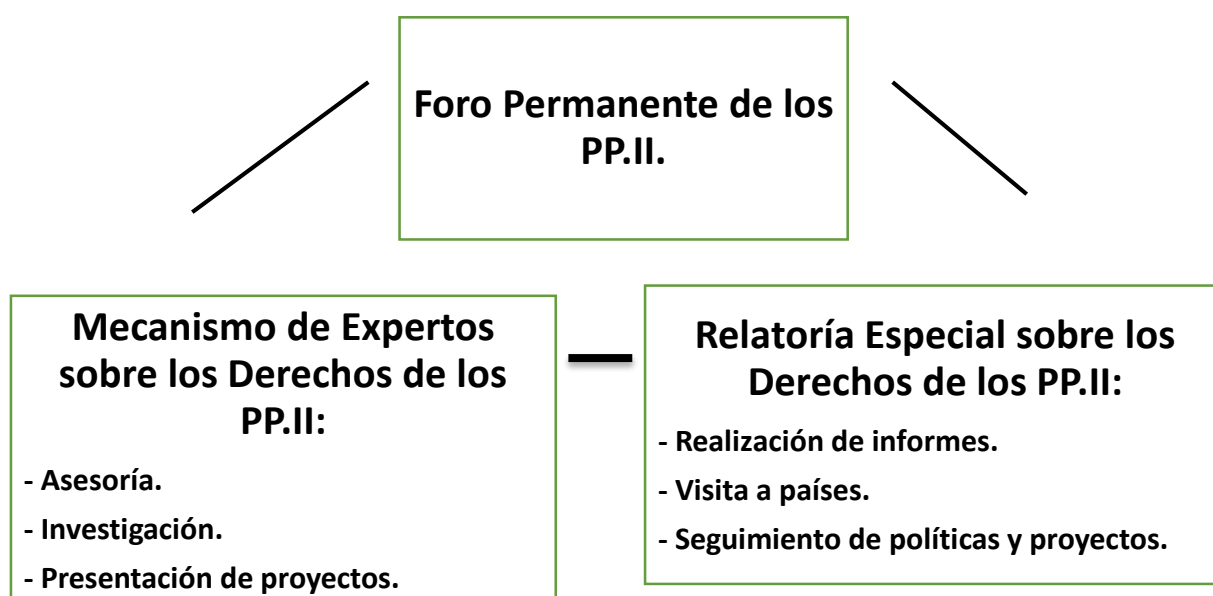 Foro Permanente de los
PP.II.
Mecanismo de Expertos
sobre los Derechos de los
PP.II:
- Asesoría.
- Investigación.
- Presentación de proyectos.
Relatoría Especial sobre los
Derechos de los PP.II:
- Realización de informes.
- Visita a países.
- Seguimiento de políticas y proyectos.